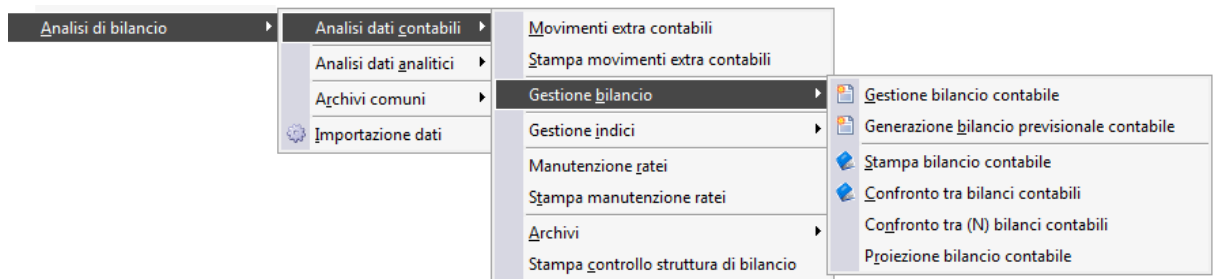 Analisi di bilancio
Analisi dati contabili
Analisi dati analitici
Archivi comuni
Importazione dati
Movimenti extra contabili
Stampa movimenti extra contabili
Gestione bilancio
Gestione indici
Manutenzione ratei
Stampa manutenzione ratei
Archivi
Stampa controllo struttura di bilancio
Gestione bilancio contabile
Generazione bilancio previsionale contabile
Stampa bilancio contabile
Confronto tra bilanci contabili
Confronto tra (N) bilanci contabili
Proiezione bilancio contabile